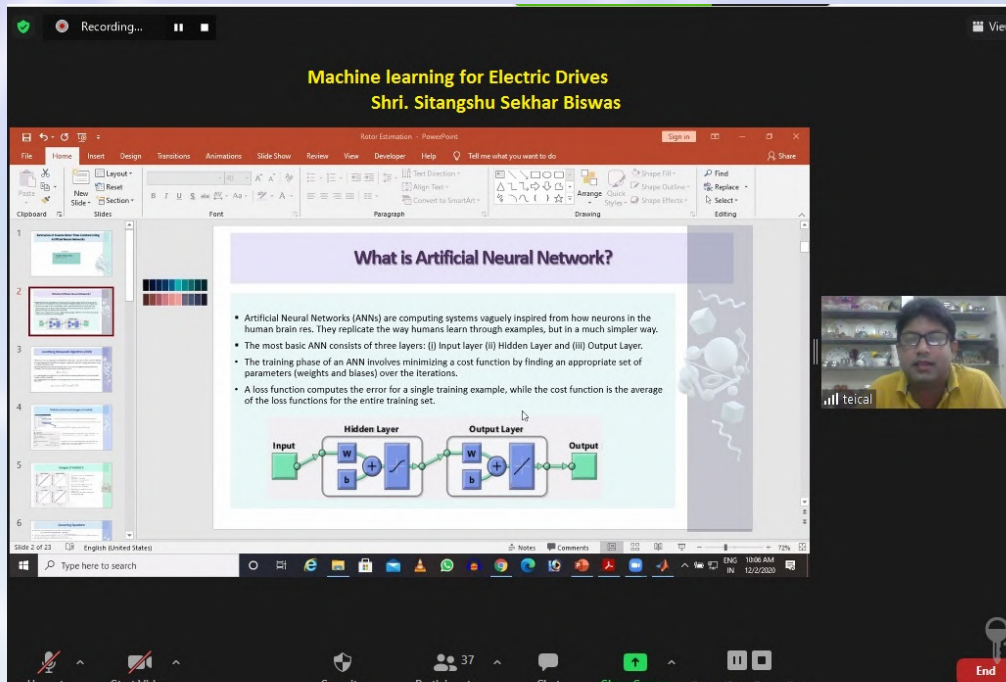 Recording...
View
Machine learning for Electric Drives
Shri. Sitangshu Sekhar Biswas
Rotor Estimation - PowerPoint
Sign in
File Home Insert Design Transitions Animations Slide Show Review View Developer Help Tell me what you want to do Share
Paste
New Slide
Layout
Reset
Section
B I U S
Text Direction
Align Text
Convert to SmartArt
Arrange
Quick Styles
Shape Fill
Shape Outline
Shape Effects
Find
Replace
Select
Clipboard Slides Font Paragraph Drawing Editing
1
2
3
4
5
6
What is Artificial Neural Network?
• Artificial Neural Networks (ANNs) are computing systems vaguely inspired from how neurons in the
human brain res. They replicate the way humans learn through examples, but in a much simpler way.
• The most basic ANN consists of three layers: (i) Input layer (ii) Hidden Layer and (iii) Output Layer.
• The training phase of an ANN involves minimizing a cost function by finding an appropriate set of
parameters (weights and biases) over the iterations.
• A loss function computes the error for a single training example, while the cost function is the average
of the loss functions for the entire training set.
Hidden Layer Output Layer
Input Output
W W
b b
teical
Slide 2 of 23 English (United States) Notes Comments 72%
Type here to search
ENG 10:06 AM
IN 12/2/2020
37
End